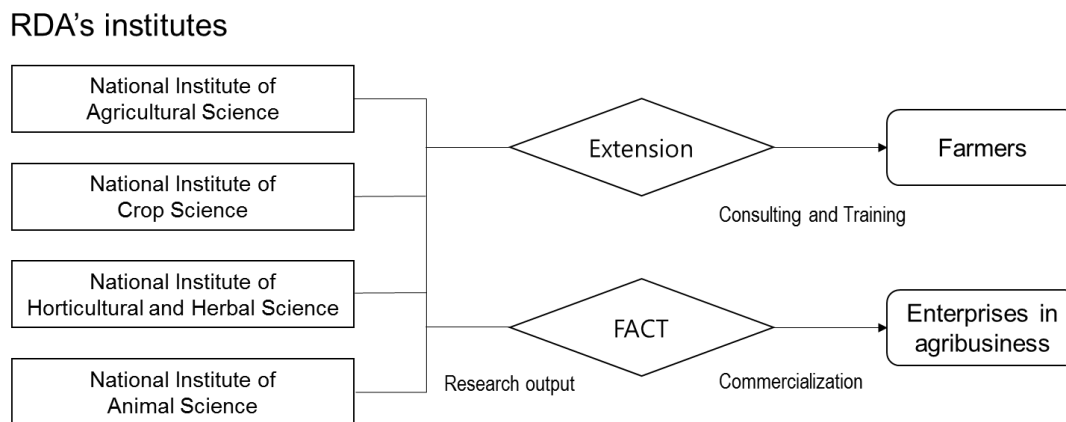 RDA’s institutes
National Institute of
Agricultural Science
National Institute of
Crop Science
National Institute of
Horticultural and Herbal Science
National Institute of
Animal Science
Extension
Farmers
Consulting and Training
FACT
Enterprises in
agribusiness
Research output
Commercialization